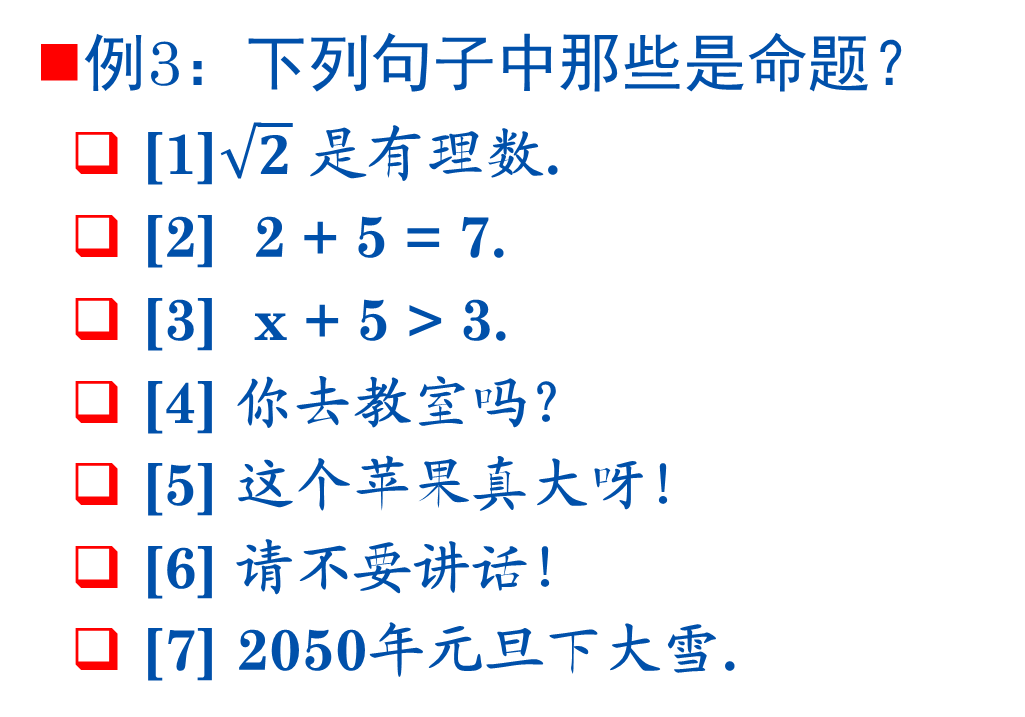 例3：下列句子中那些是命题？
[1]√2 是有理数.
[2] 2 + 5 = 7.
[3] x + 5 > 3.
[4] 你去教室吗？
[5] 这个苹果真大呀！
[6] 请不要讲话！
[7] 2050年元旦下大雪.